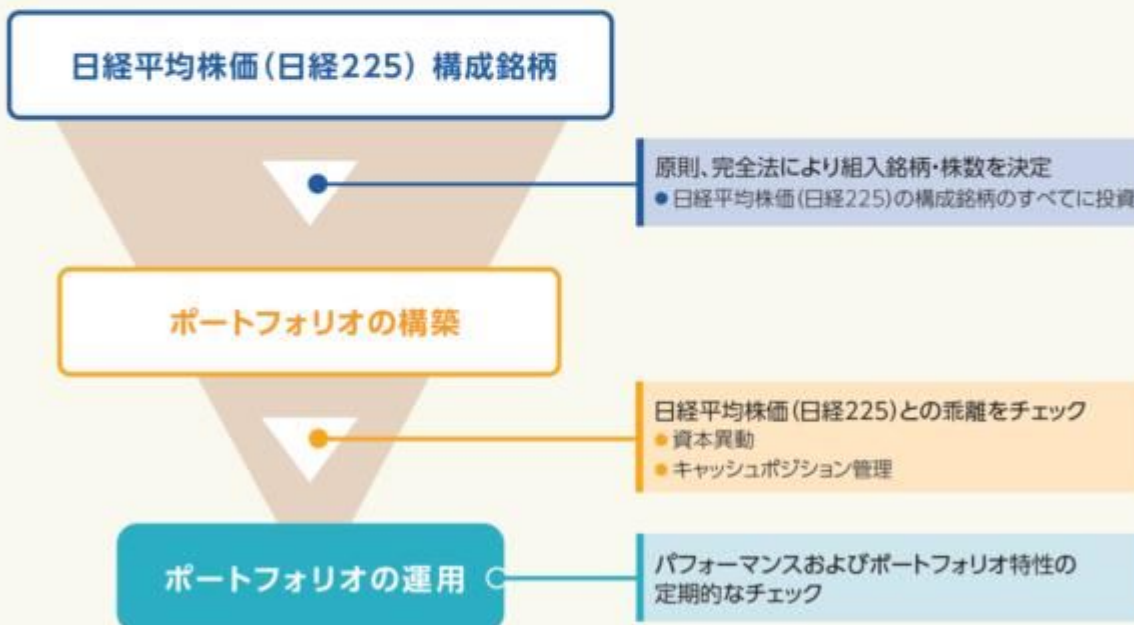 日経平均株価(日経225) 構成銘柄
原則、完全法により組入銘柄・株数を決定
●日経平均株価(日経225)の構成銘柄のすべてに投資
ポートフォリオの構築
日経平均株価(日経225)との乖離をチェック
●資本異動
●キャッシュポジション管理
ポートフォリオの運用
パフォーマンスおよびポートフォリオ特性の
定期的なチェック